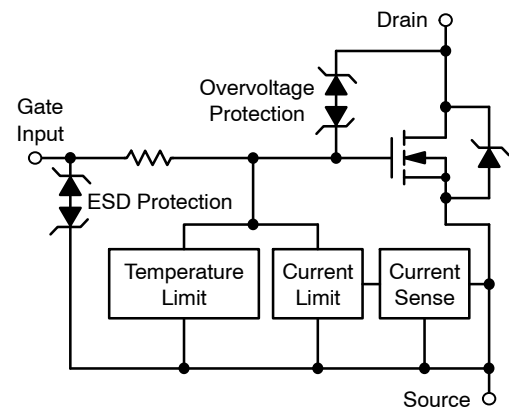 Drain
Overvoltage
Protection
Gate
Input
ESD Protection
Temperature
Limit
Current
Limit
Current
Sense
Source